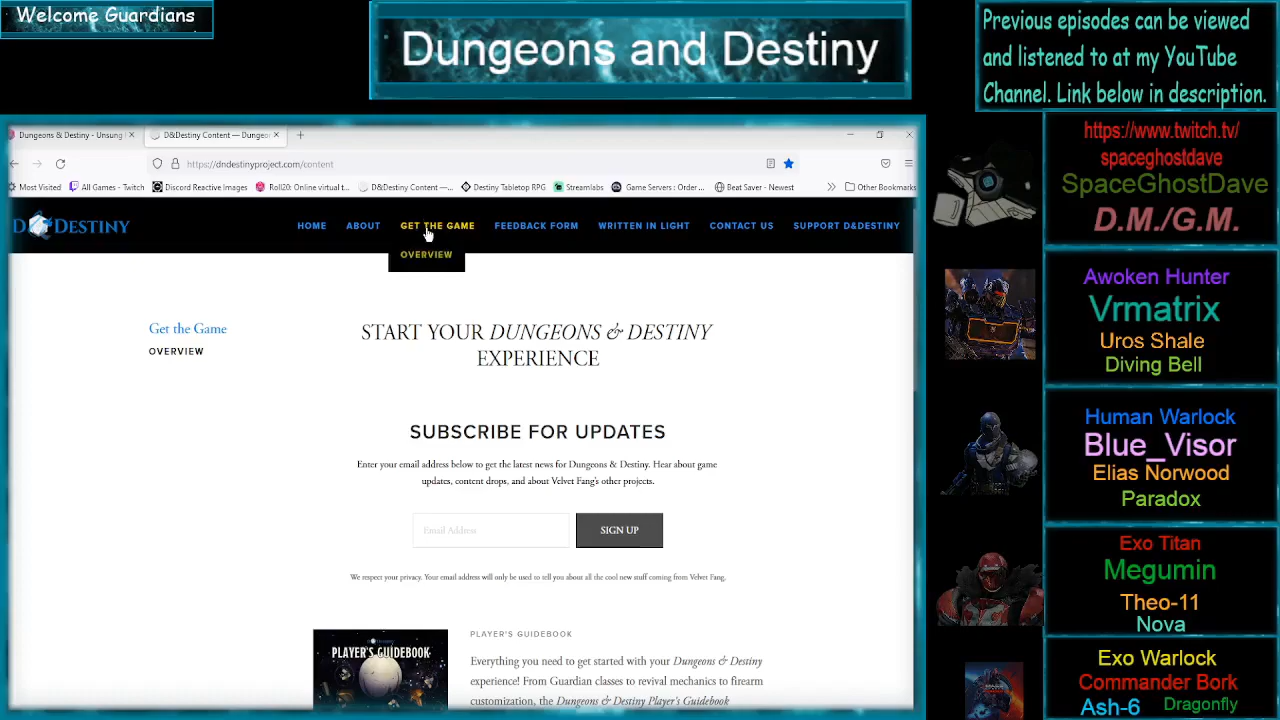 Welcome Guardians
Dungeons and Destiny
Previous episodes can be viewed
and listened to at my YouTube
Channel. Link below in description.
Dungeons & Destiny - Unsung
D&Destiny Content — Dungeo
https://dndestinyproject.com/content
Most Visited
All Games - Twitch
Discord Reactive Images
Roll20: Online virtual t...
D&Destiny Content—...
Destiny Tabletop RPG
Streamlabs
Game Servers : Order ...
Beat Saver - Newest
Other Bookmarks
D&DESTINY
HOME
ABOUT
GET THE GAME
FEEDBACK FORM
WRITTEN IN LIGHT
CONTACT US
SUPPORT D&DESTINY
OVERVIEW
Get the Game
OVERVIEW
START YOUR DUNGEONS & DESTINY
EXPERIENCE
SUBSCRIBE FOR UPDATES
Enter your email address below to get the latest news for Dungeons & Destiny. Hear about game
updates, content drops, and about Velvet Fang's other projects.
Email Address
SIGN UP
We respect your privacy. Your email address will only be used to tell you about all the cool new stuff coming from Velvet Fang.
PLAYER'S GUIDEBOOK
PLAYER'S GUIDEBOOK
Everything you need to get started with your Dungeons & Destiny
experience! From Guardian classes to revival mechanics to firearm
customization, the Dungeons & Destiny Player's Guidebook
https://www.twitch.tv/
spaceghostdave
SpaceGhostDave
D.M./G.M.
Awoken Hunter
Vrmatrix
Uros Shale
Diving Bell
Human Warlock
Blue_Visor
Elias Norwood
Paradox
Exo Titan
Megumin
Theo-11
Nova
Exo Warlock
Commander Bork
Ash-6
Dragonfly